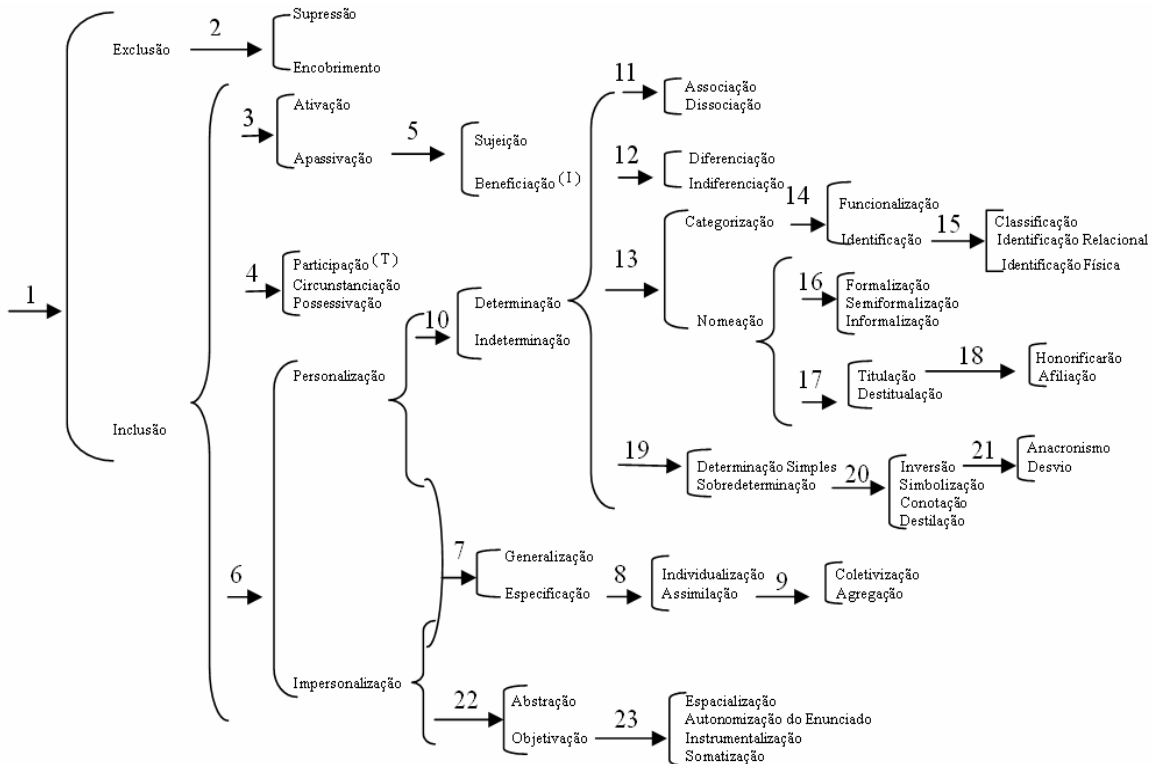 1
Exclusão
2
Supressão
Encobrimento
Inclusão
3
Ativação
Apassivação
5
Sujeição
Beneficiação (I)
4
Participação (T)
Circunstanciação
Possessivação
6
Personalização
Impersonalização
10
Determinação
Indeterminação
11
Associação
Dissociação
12
Diferenciação
Indiferenciação
13
Categorização
Nomeação
14
Funcionalização
Identificação
15
Classificação
Identificação Relacional
Identificação Física
16
Formalização
Semiformalização
Informalização
17
Titulação
Destitualação
18
Honorificarão
Afiliação
19
Determinação Simples
Sobredeterminação
20
Inversão
Simbolização
Conotação
Destilação
21
Anacronismo
Desvio
7
Generalização
Especificação
8
Individualização
Assimilação
9
Coletivização
Agregação
22
Abstração
Objetivação
23
Espacialização
Autonomização do Enunciado
Instrumentalização
Somatização